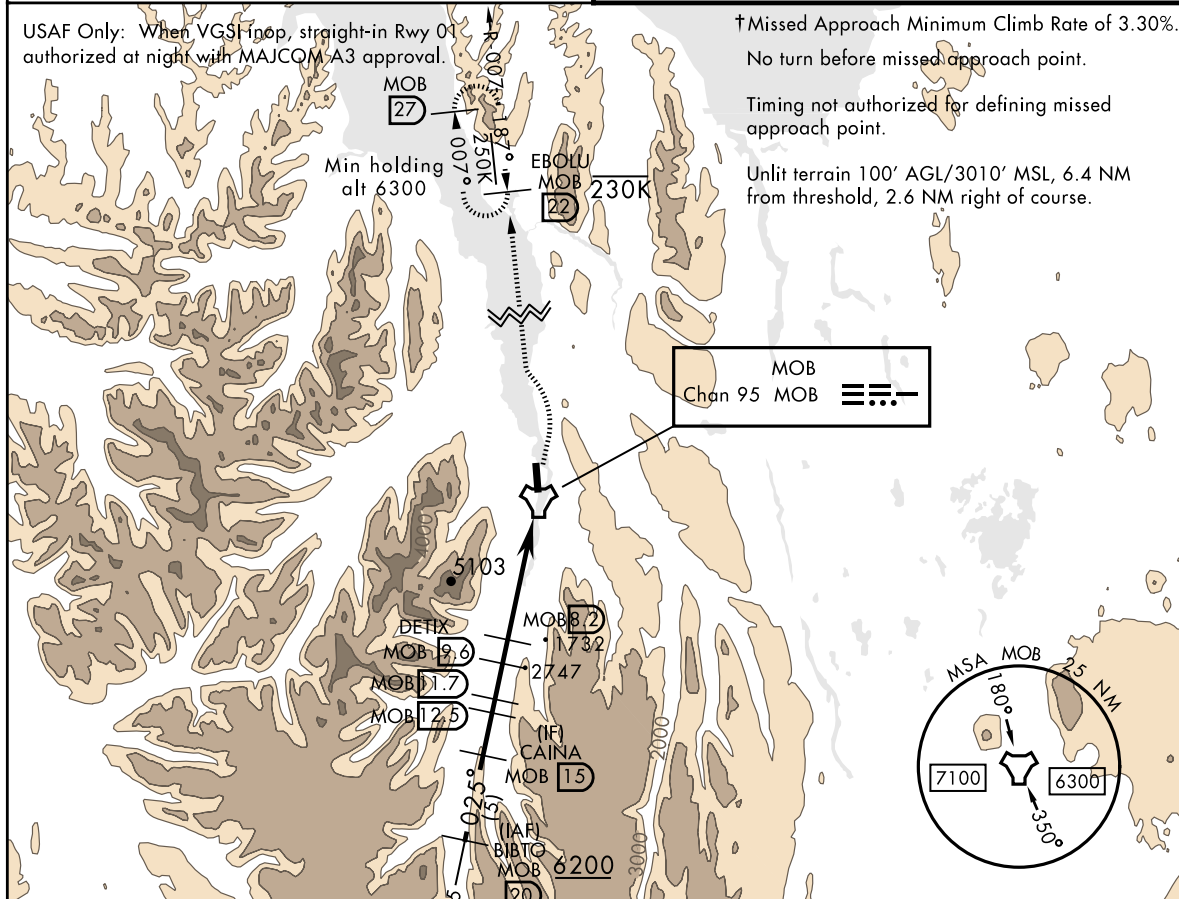 USAF Only: When VGSI inop, straight-in Rwy 01
authorized at night with MAJCOM A3 approval.
†Missed Approach Minimum Climb Rate of 3.30%.
No turn before missed approach point.
Timing not authorized for defining missed
approach point.
Unlit terrain 100' AGL/3010' MSL, 6.4 NM
from threshold, 2.6 NM right of course.
R-007
MOB
27
187°
250K
007°
Min holding
alt 6300
EBOLU
MOB
22
230K
MOB
Chan 95 MOB
4000
5103
MOB 8.2
1732
DETIX
MOB 9.6
2747
MOB 11.7
MOB 12.5
(IF)
CAINA
MOB 15
2000
025°
(5)
(IAF)
BIBTO
MOB
20
6200
3000
MSA MOB 25 NM
180°
7100
6300
350°